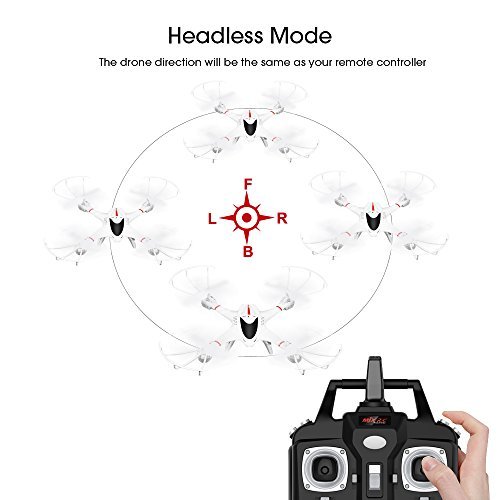 Headless Mode
The drone direction will be the same as your remote controller
F
L R
B